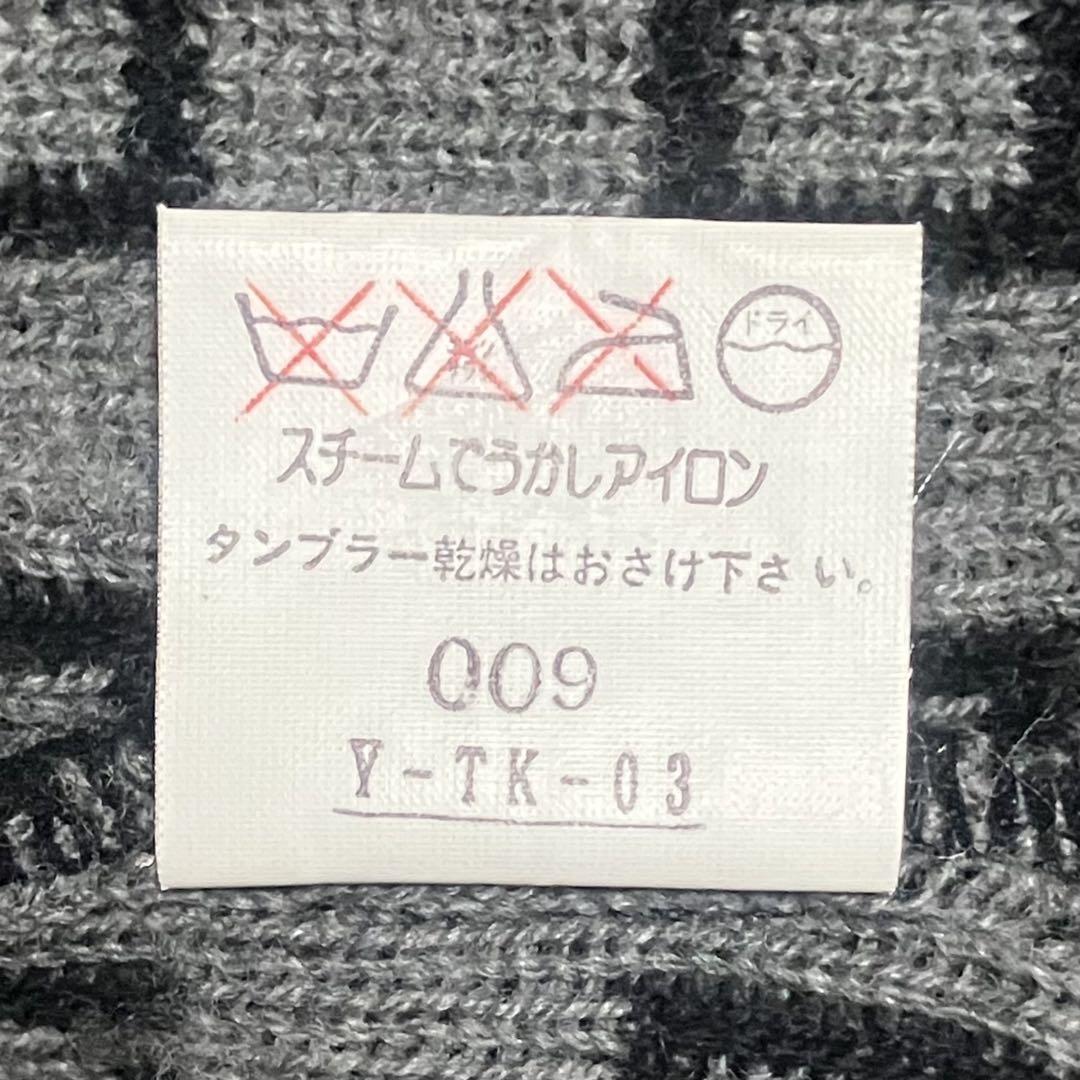 ドライ
スチームでうかしアイロン
タンブラー乾燥はおさけ下さい。
009
Y-TK-03